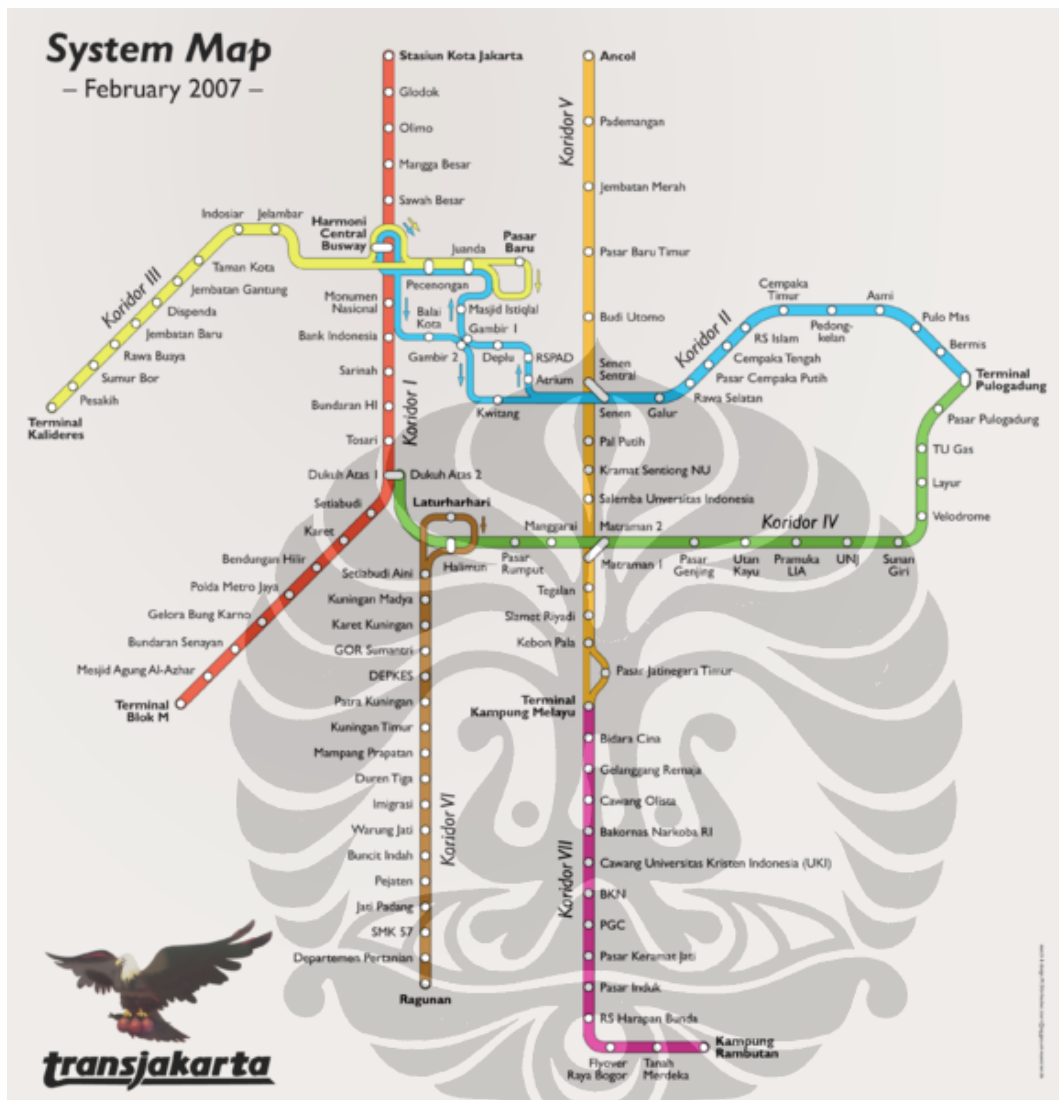 System Map
– February 2007 –
Stasiun Kota Jakarta
Glodok
Olimo
Mangga Besar
Sawah Besar
Harmoni
Central
Busway
Koridor V
Ancol
Pademangan
Jembatan Merah
Pasar Baru Timur
Budi Utomo
Indosiar
Jelambar
Taman Kota
Jembatan Gantung
Dispenda
Jembatan Baru
Rawa Buaya
Sumur Bor
Pesakih
Terminal
Kalideres
Koridor III
Juanda
Pasar
Baru
Pecenongan
Monumen
Nasional
Balai
Kota
Masjid Istiqlal
Gambir 1
Bank Indonesia
Gambir 2
Deplu
RSPAD
Atrium
Kwitang
Senen
Sentral
Senen
Galur
Koridor II
Rawa Selatan
Pasar Cempaka Putih
Cempaka Tengah
RS Islam
Cempaka
Timur
Pedong-
kelan
Asmi
Pulo Mas
Bermis
Terminal
Pulogadung
Pasar Pulogadung
TU Gas
Layur
Velodrome
Sarinah
Bundaran HI
Koridor I
Tosari
Dukuh Atas 1
Dukuh Atas 2
Setiabudi
Karet
Bendungan Hilir
Polda Metro Jaya
Gelora Bung Karno
Bundaran Senayan
Mesjid Agung Al-Azhar
Terminal
Blok M
Laturharhari
Halimun
Pasar
Rumput
Manggarai
Matraman 2
Matraman 1
Koridor IV
Pasar
Genjing
Utan
Kayu
Pramuka
LIA
UNJ
Sunan
Giri
Pal Putih
Kramat Sentiong NU
Salemba Unversitas Indonesia
Tegalan
Slamet Riyadi
Kebon Pala
Pasar Jatinegara Timur
Terminal
Kampung Melayu
Setiabudi Aini
Kuningan Madya
Karet Kuningan
GOR Sumantri
DEPKES
Patra Kuningan
Kuningan Timur
Mampang Prapatan
Duren Tiga
Imigrasi
Warung Jati
Buncit Indah
Pejaten
Jati Padang
SMK 57
Departemen Pertanian
Ragunan
Koridor VI
Bidara Cina
Gelanggang Remaja
Cawang Olista
Bakornas Narkoba RI
Cawang Universitas Kristen Indonesia (UKI)
BKN
PGC
Pasar Keramat Jati
Pasar Induk
RS Harapan Bunda
Koridor VII
Flyover
Raya Bogor
Tanah
Merdeka
Kampung
Rambutan
transjakarta